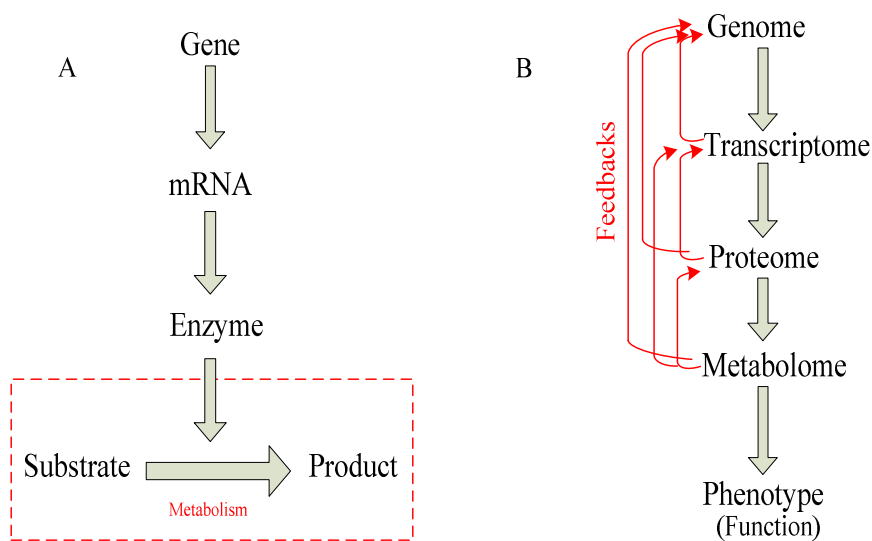 A
Gene
mRNA
Enzyme
Substrate
Product
Metabolism
B
Feedbacks
Genome
Transcriptome
Proteome
Metabolome
Phenotype
(Function)